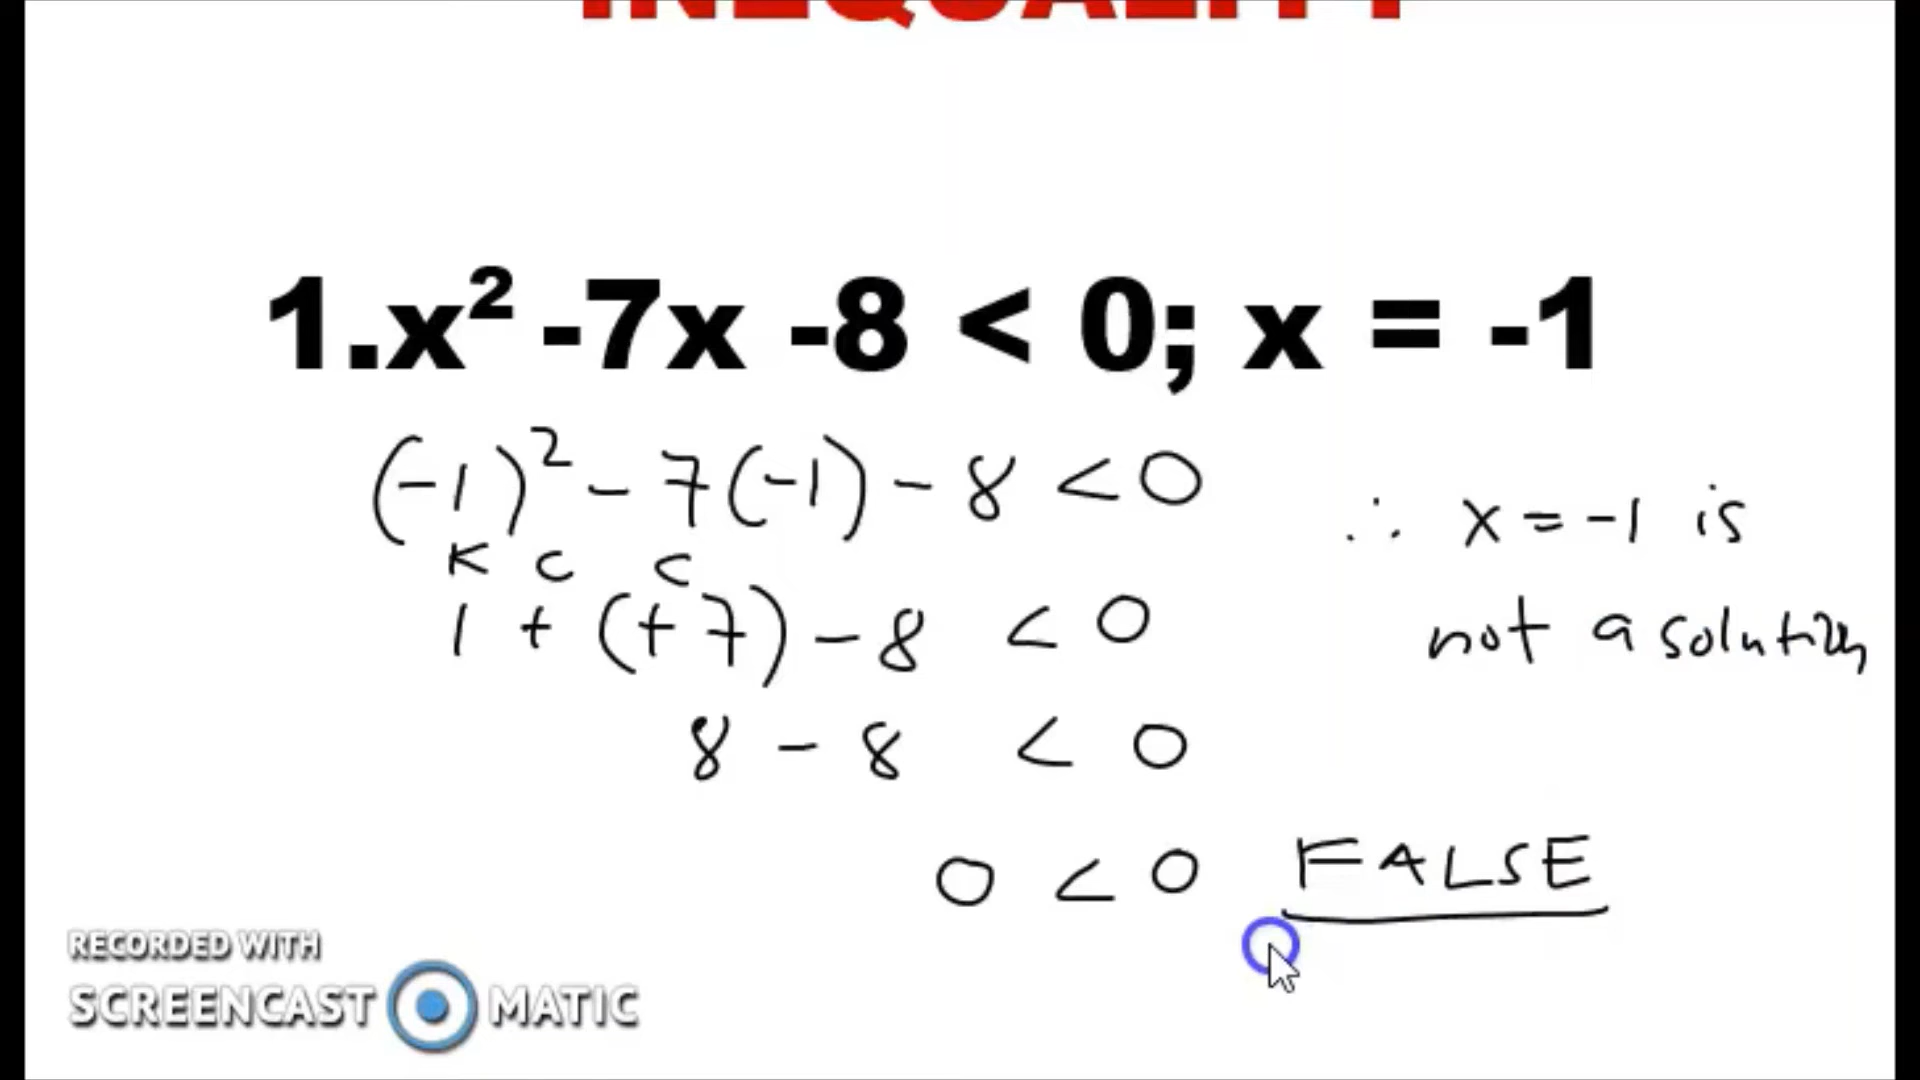 INEQUALITY
1.x² -7x -8 < 0; x = -1
(-1)² - 7(-1) - 8 < 0
K C C
1 + (+7) - 8 < 0
8 - 8 < 0
0 < 0 FALSE
∴ x = -1 is
not a solution
RECORDED WITH
SCREENCAST MATIC